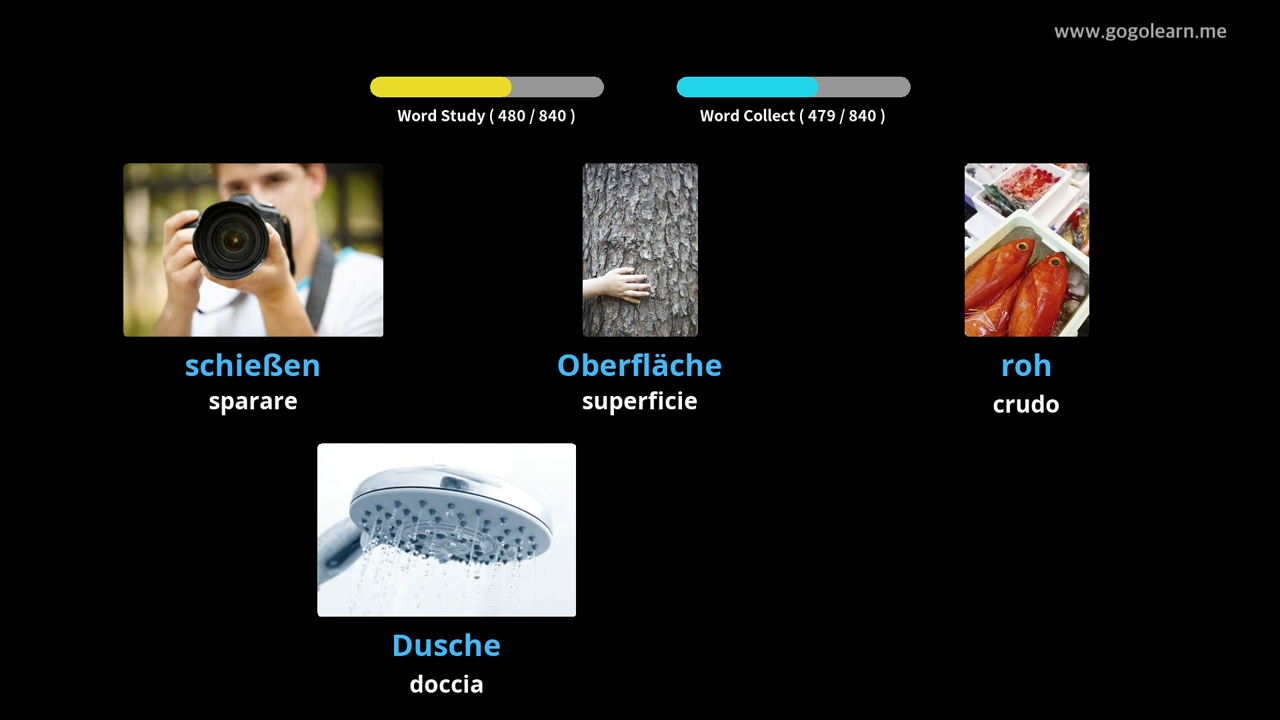 www.gogolearn.me
Word Study ( 480 / 840 )
Word Collect ( 479 / 840 )
schießen
sparare
Oberfläche
superficie
roh
crudo
Dusche
doccia